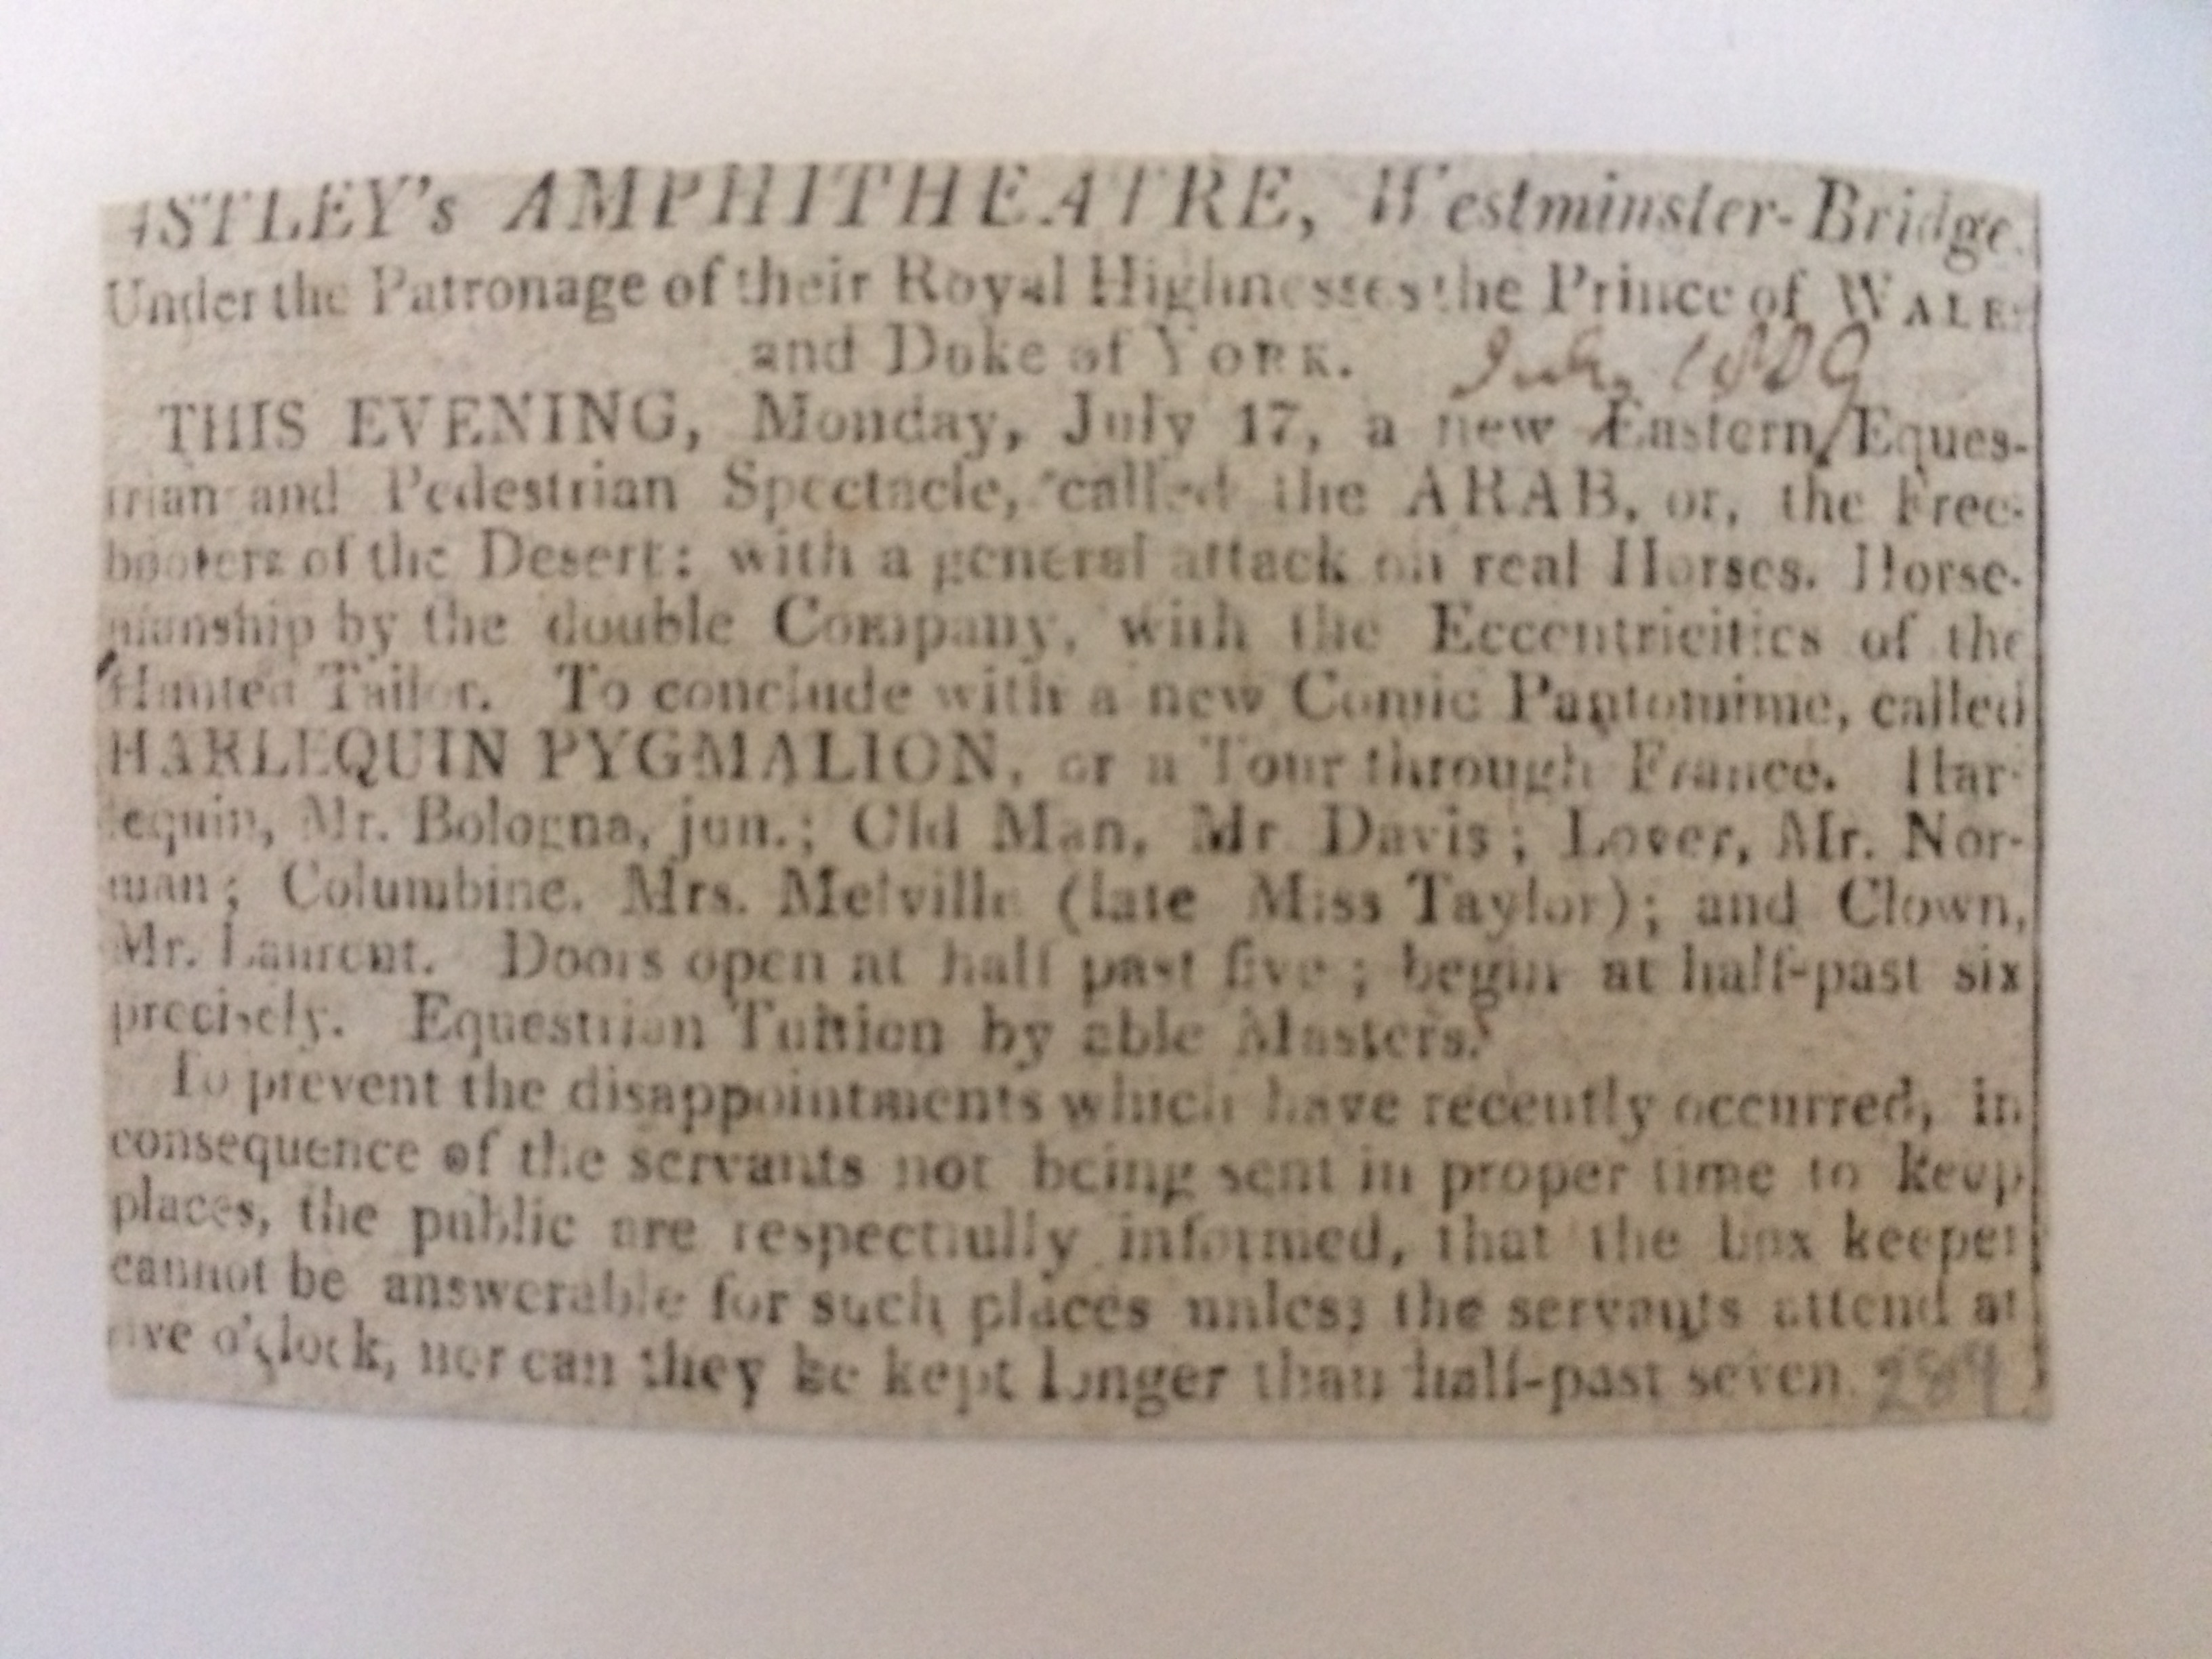 ASTLEY's AMPHITHEATRE, Westminster-Bridge.
Under the Patronage of their Royal Highnesses the Prince of WALES
and Duke of YORK.
July 1809
THIS EVENING, Monday, July 17, a new Eastern Eques-
trian and Pedestrian Spectacle, called the ARAB, or, the Free-
booters of the Desert: with a general attack on real Horses. Horse-
manship by the double Company, with the Eccentricities of the
Hunted Tailor. To conclude with a new Comic Pantomime, called
HARLEQUIN PYGMALION, or a Tour through France. Har-
lequin, Mr. Bologna, jun.; Old Man, Mr Davis; Lover, Mr. Nor-
man; Columbine, Mrs. Melville (late Miss Taylor); and Clown,
Mr. Laurent. Doors open at half past five; begin at half-past six
precisely. Equestrian Tuition by able Masters.
To prevent the disappointments which have recently occurred, in
consequence of the servants not being sent in proper time to keep
places, the public are respectfully informed, that the box keeper
cannot be answerable for such places unless the servants attend at
five o'clock, nor can they be kept longer than half-past seven.